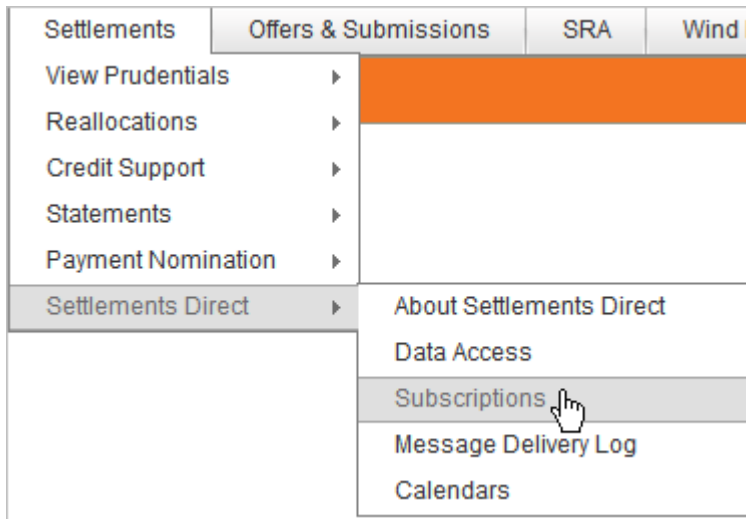 Settlements Offers & Submissions SRA Wind
View Prudentials
Reallocations
Credit Support
Statements
Payment Nomination
Settlements Direct
About Settlements Direct
Data Access
Subscriptions
Message Delivery Log
Calendars